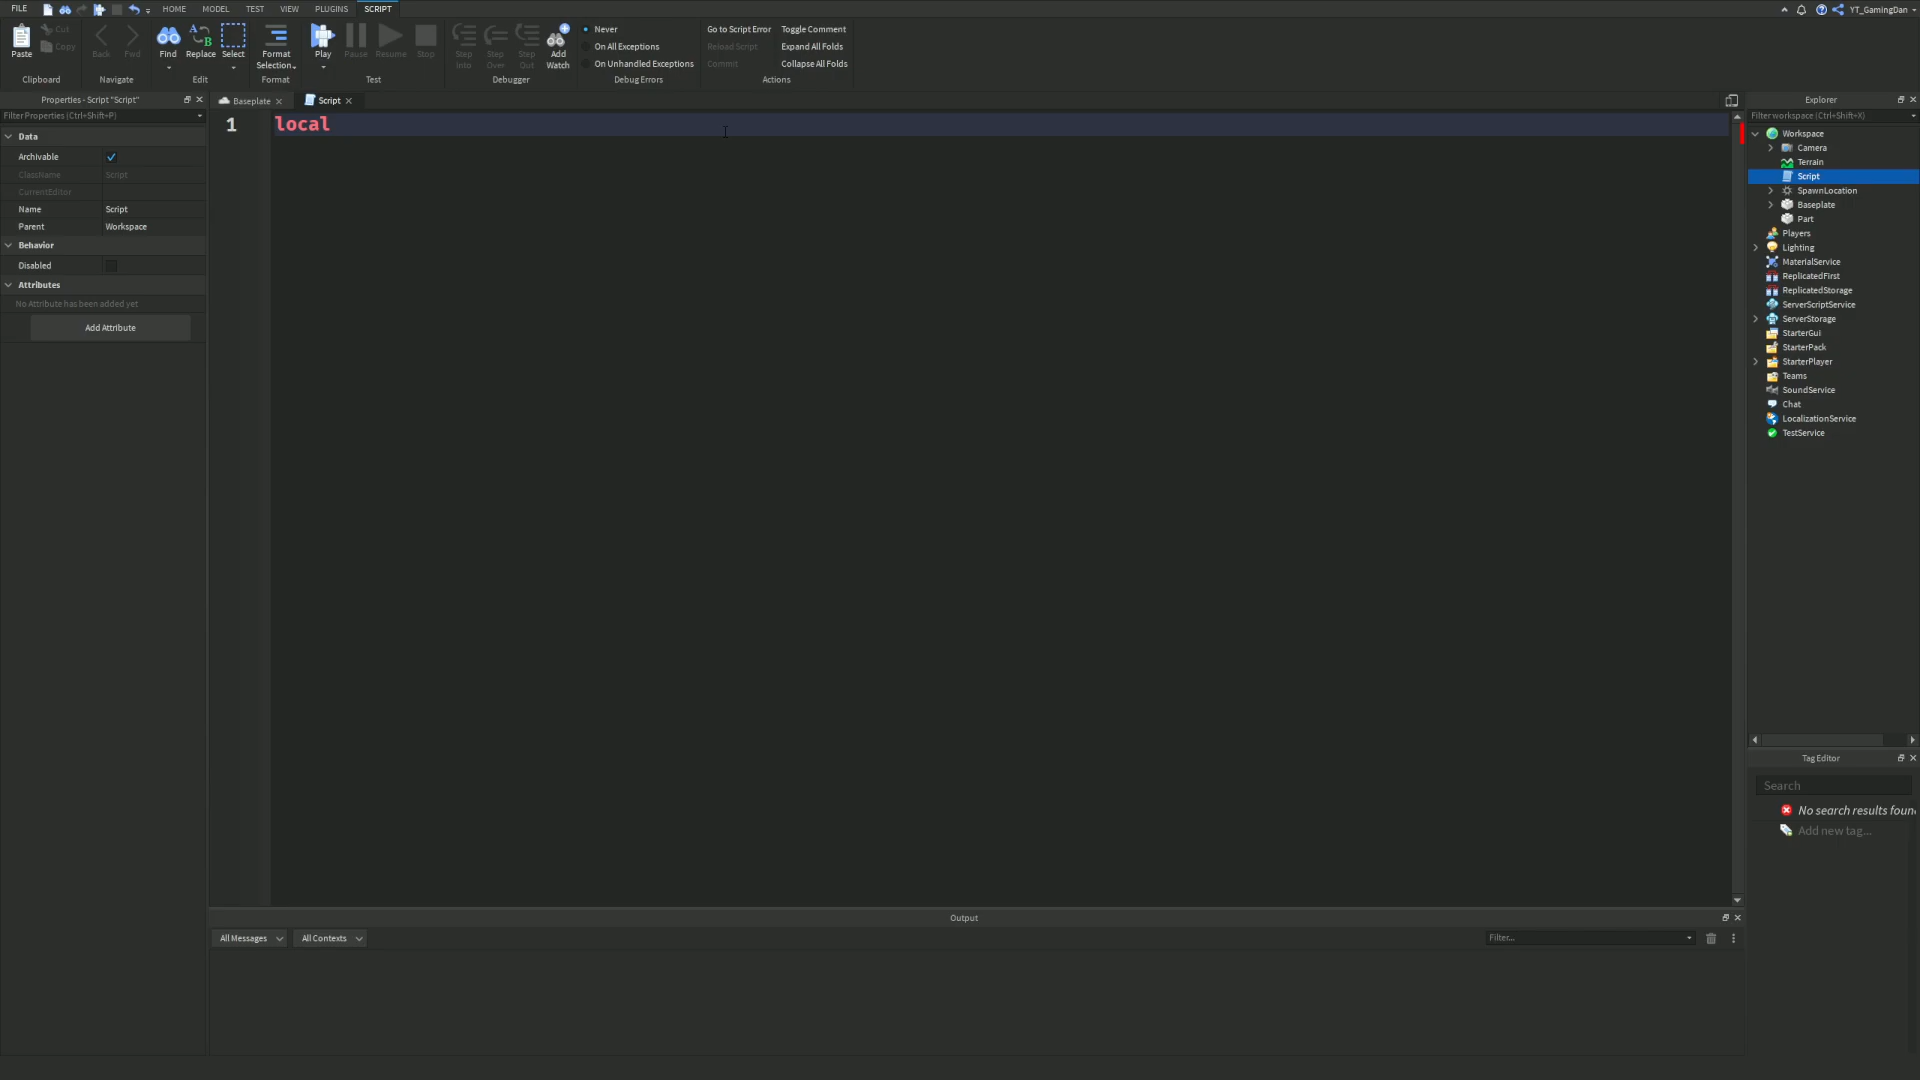 FILE HOME MODEL TEST VIEW PLUGINS SCRIPT YT_GamingDan
Paste Cut Copy Clipboard
Back Fwd Navigate
Find Replace Select Edit
Format Selection Format
Play Pause Resume Stop Test
Step Into Step Over Step Out Add Watch Debugger
Never
On All Exceptions
On Unhandled Exceptions
Debug Errors
Go to Script Error Toggle Comment
Reload Script Expand All Folds
Commit Collapse All Folds
Actions
Properties - Script "Script"
Filter Properties (Ctrl+Shift+P)
Data
Archivable
ClassName Script
CurrentEditor
Name Script
Parent Workspace
Behavior
Disabled
Attributes
No Attribute has been added yet
Add Attribute
Baseplate Script
1 local
Output
All Messages All Contexts Filter...
Explorer
Filter workspace (Ctrl+Shift+X)
Workspace
Camera
Terrain
Script
SpawnLocation
Baseplate
Part
Players
Lighting
MaterialService
ReplicatedFirst
ReplicatedStorage
ServerScriptService
ServerStorage
StarterGui
StarterPack
StarterPlayer
Teams
SoundService
Chat
LocalizationService
TestService
Tag Editor
Search
No search results foun
Add new tag...